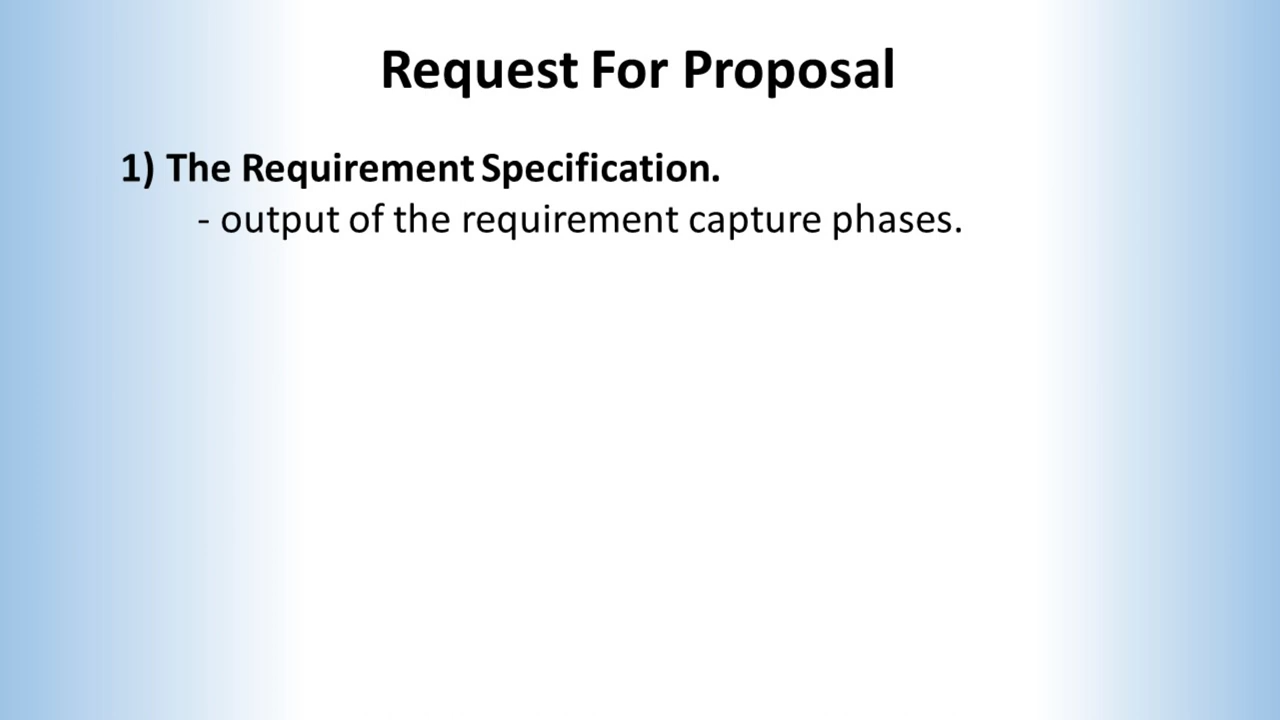 Request For Proposal
1) The Requirement Specification.
- output of the requirement capture phases.